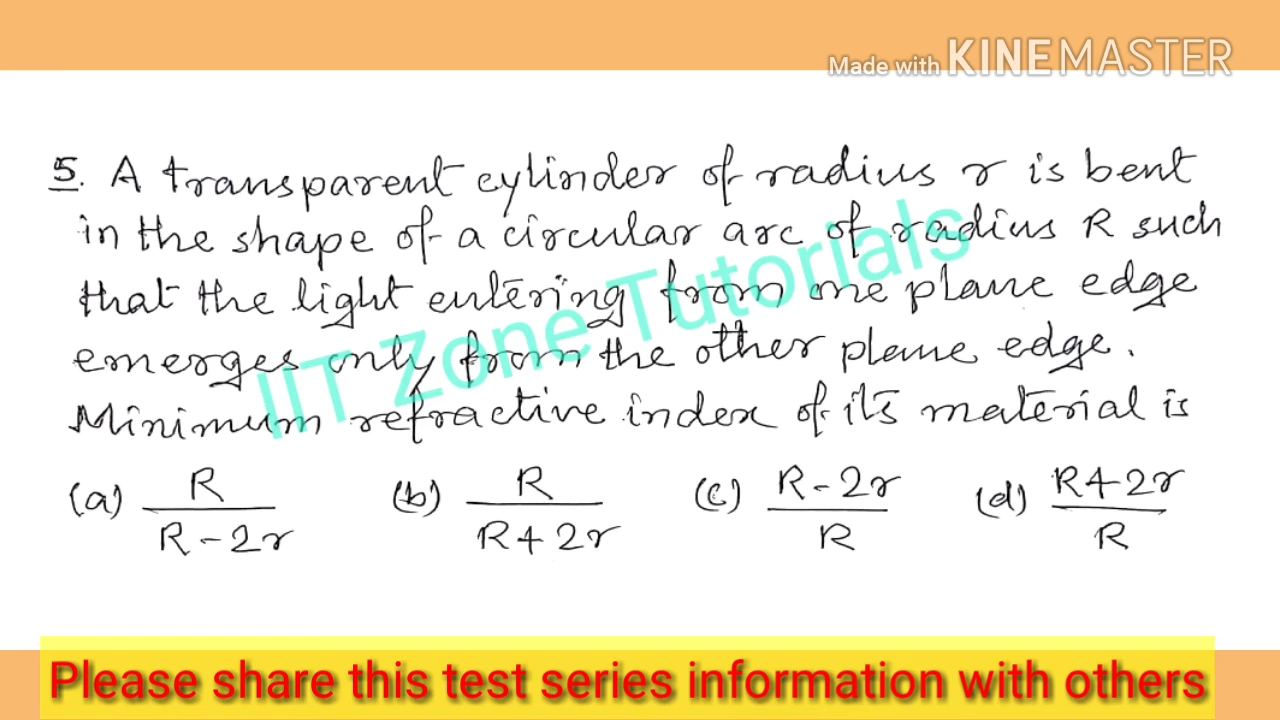 Made with KINEMASTER
5. A transparent cylinder of radius r is bent
in the shape of a circular arc of radius R such
that the light entering from one plane edge
emerges only from the other plane edge.
Minimum refractive index of its material is
(a) R / R-2r (b) R / R+2r (c) R-2r / R (d) R+2r / R
IIT Zone Tutorials
Please share this test series information with others